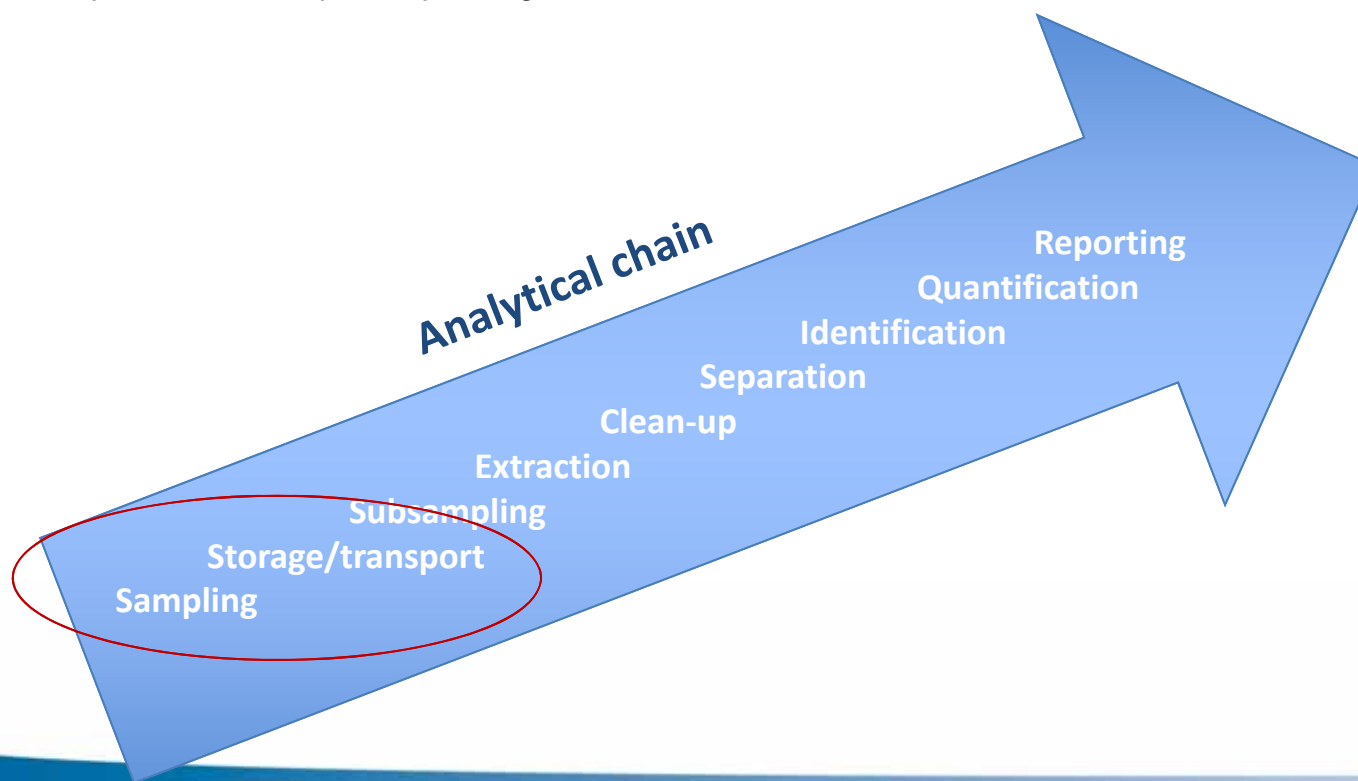 Analytical chain
Reporting
Quantification
Identification
Separation
Clean-up
Extraction
Subsampling
Storage/transport
Sampling